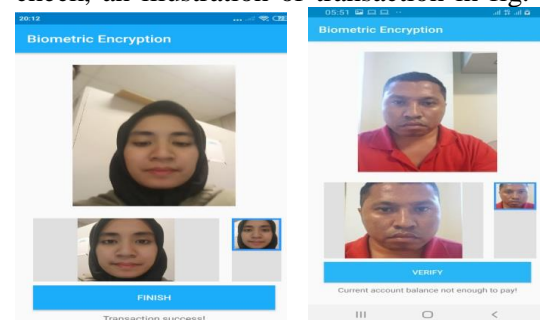 check, an illustration of transaction in fig.
20:12
Biometric Encryption
FINISH
Transaction success!
05:51
Biometric Encryption
VERIFY
Current account balance not enough to pay!